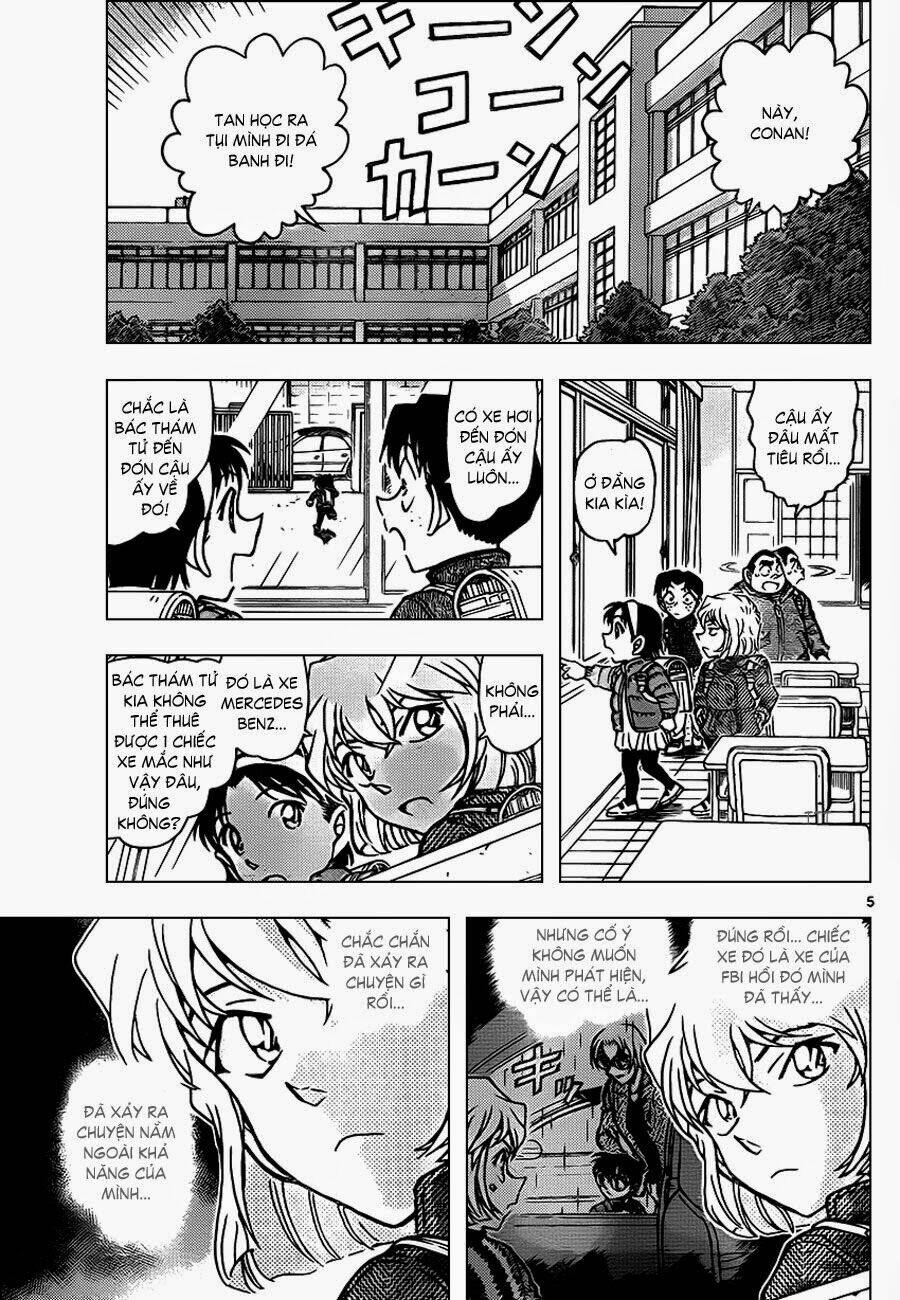 キーン
コーン
カーン
NÀY,
CONAN!
TAN HỌC RA
TỤI MÌNH ĐI ĐÁ
BANH ĐI!
CẬU ẤY
ĐÂU MẤT
TIÊU RỒI...
Ở ĐẰNG
KIA KÌA!
CÓ XE HƠI
ĐẾN ĐÓN
CẬU ẤY
LUÔN...
CHẮC LÀ
BÁC THÁM
TỬ ĐẾN
ĐÓN CẬU
ẤY VỀ
ĐÓ!
KHÔNG
PHẢI...
ĐÓ LÀ XE
MERCEDES
BENZ...
BÁC THÁM TỬ
KIA KHÔNG
THỂ THUÊ
ĐƯỢC 1 CHIẾC
XE MẮC NHƯ
VẬY ĐÂU,
ĐÚNG
KHÔNG?
5
ĐÚNG RỒI... CHIẾC
XE ĐÓ LÀ XE CỦA
FBI HỒI ĐÓ MÌNH
ĐÃ THẤY...
NHƯNG CỐ Ý
KHÔNG MUỐN
MÌNH PHÁT HIỆN,
VẬY CÓ THỂ LÀ...
キッ
CHẮC CHẮN
ĐÃ XẢY RA
CHUYỆN GÌ
RỒI...
ĐÃ XẢY RA
CHUYỆN NẰM
NGOÀI KHẢ
NĂNG CỦA
MÌNH...